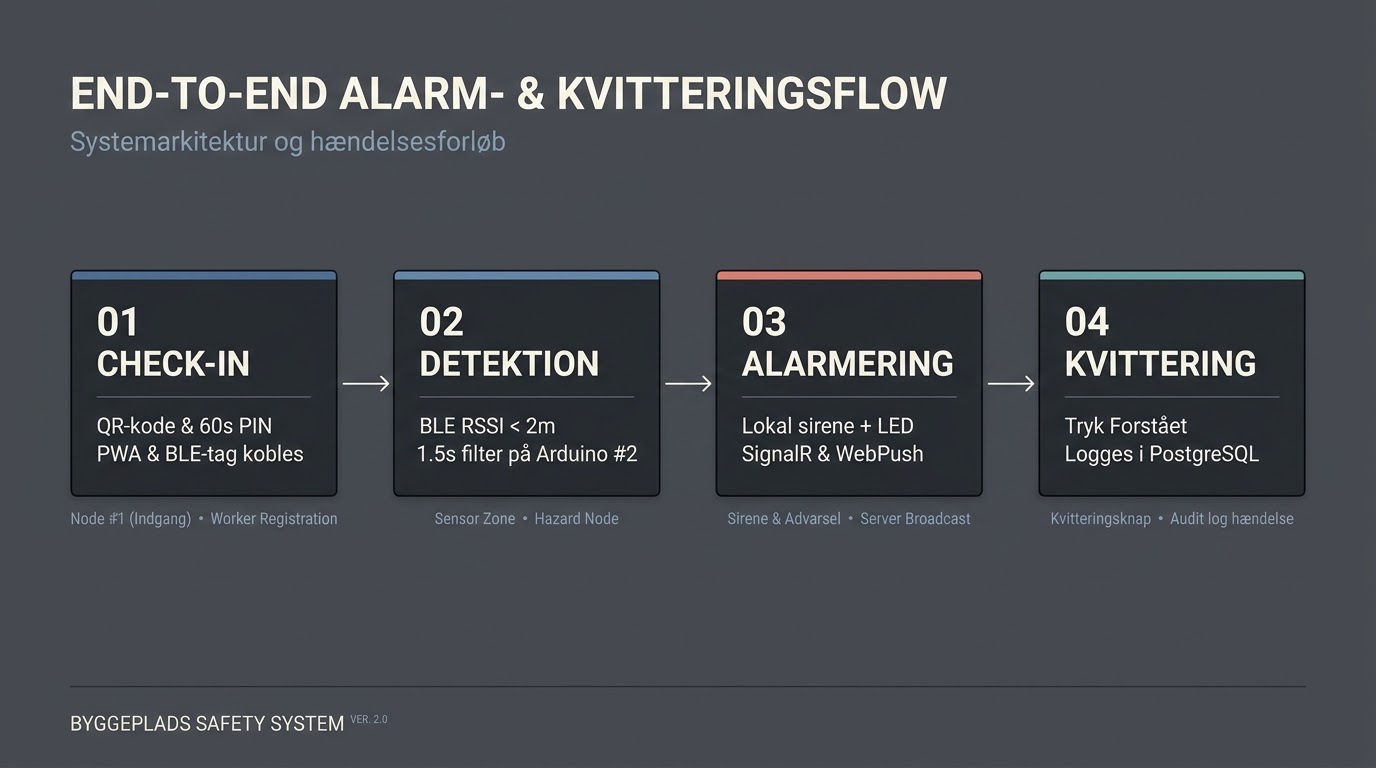 END-TO-END ALARM- & KVITTERINGSFLOW
Systemarkitektur og hændelsesforløb
01
CHECK-IN
QR-kode & 60s PIN
PWA & BLE-tag kobles
Node #1 (Indgang) • Worker Registration
02
DETEKTION
BLE RSSI < 2m
1.5s filter på Arduino #2
Sensor Zone • Hazard Node
03
ALARMERING
Lokal sirene + LED
SignalR & WebPush
Sirene & Advarsel • Server Broadcast
04
KVITTERING
Tryk Forstået
Logges i PostgreSQL
Kvitteringsknap • Audit log hændelse
BYGGEPLADS SAFETY SYSTEM VER. 2.0